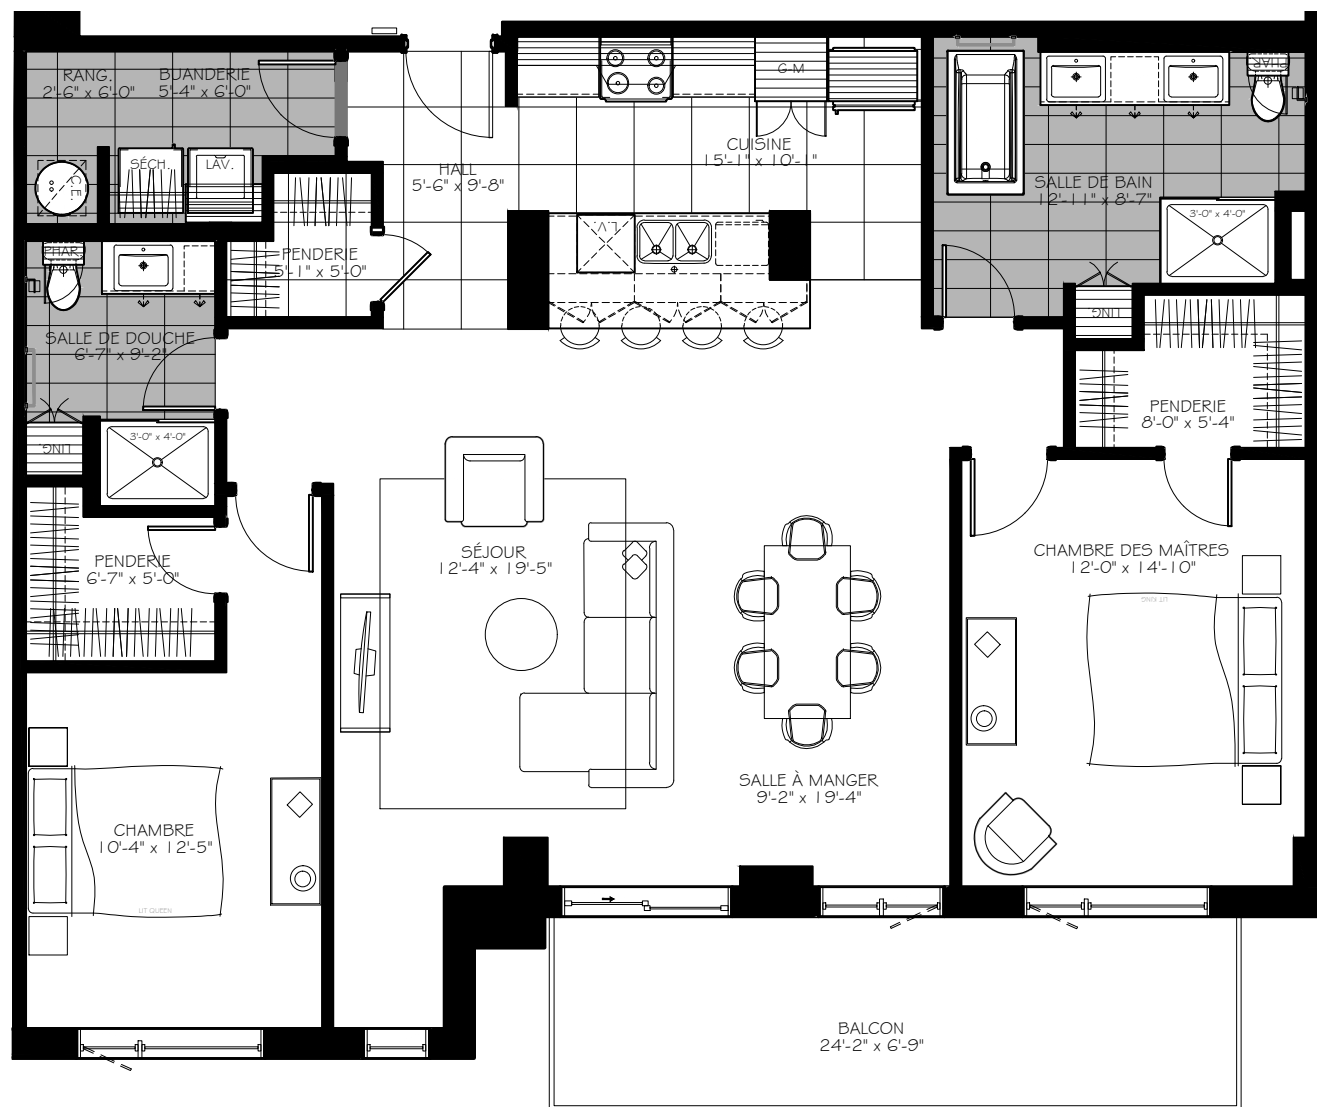 RANG.
2'-6" x 6'-0"
BUANDERIE
5'-4" x 6'-0"
G-M
PHAR.
CUISINE
15'-1" x 10'-1"
HALL
5'-6" x 9'-8"
SÉCH.
LAV.
C.E.
SALLE DE BAIN
12'-11" x 8'-7"
3'-0" x 4'-0"
L.V.
PHAR.
PENDERIE
5'-1" x 5'-0"
LING.
SALLE DE DOUCHE
6'-7" x 9'-2"
PENDERIE
8'-0" x 5'-4"
3'-0" x 4'-0"
LING.
SÉJOUR
12'-4" x 19'-5"
CHAMBRE DES MAÎTRES
12'-0" x 14'-10"
PENDERIE
6'-7" x 5'-0"
LIT KING
SALLE À MANGER
9'-2" x 19'-4"
CHAMBRE
10'-4" x 12'-5"
LIT QUEEN
BALCON
24'-2" x 6'-9"